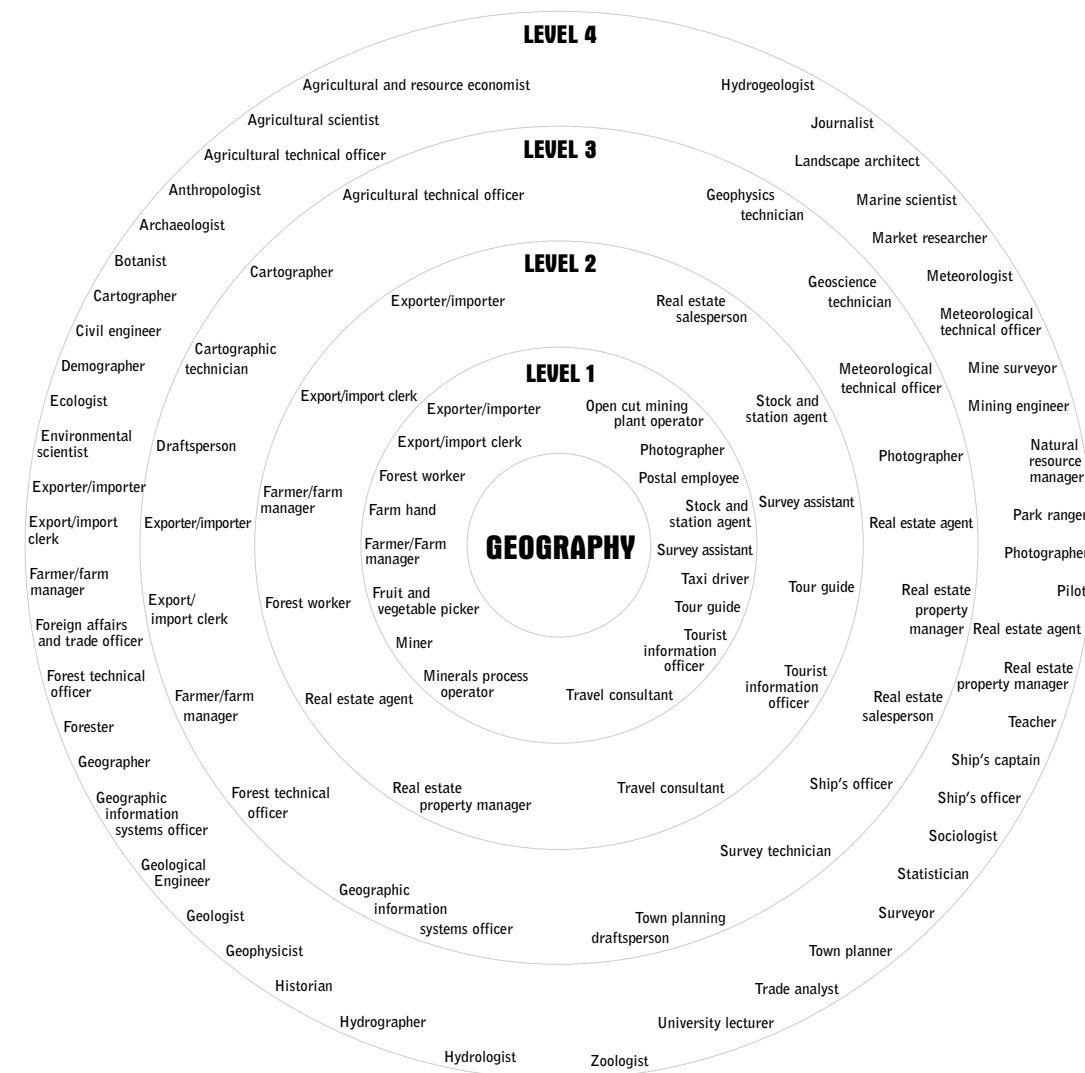 LEVEL 4
Agricultural and resource economist
Agricultural scientist
Agricultural technical officer
Anthropologist
Archaeologist
Botanist
Cartographer
Civil engineer
Demographer
Ecologist
Environmental
scientist
Exporter/importer
Export/import
clerk
Farmer/farm
manager
Foreign affairs
and trade officer
Forest technical
officer
Forester
Geographer
Geographic
information
systems officer
Geological
Engineer
Geologist
Geophysicist
Historian
Hydrographer
Hydrologist
Hydrogeologist
Journalist
Landscape architect
Marine scientist
Market researcher
Meteorologist
Meteorological
technical officer
Mine surveyor
Mining engineer
Natural
resource
manager
Park ranger
Photographer
Pilot
Real estate agent
Real estate
property manager
Teacher
Ship's captain
Ship's officer
Sociologist
Statistician
Surveyor
Town planner
Trade analyst
University lecturer
Zoologist
LEVEL 3
Agricultural technical officer
Cartographer
Cartographic
technician
Draftsperson
Exporter/importer
Export/
import clerk
Farmer/farm
manager
Forest technical
officer
Geographic
information
systems officer
Geophysics
technician
Geoscience
technician
Meteorological
technical officer
Photographer
Real estate agent
Real estate
property
manager
Real estate
salesperson
Ship's officer
Survey technician
Town planning
draftsperson
LEVEL 2
Exporter/importer
Export/import clerk
Farmer/farm
manager
Forest worker
Real estate agent
Real estate
property manager
Real estate
salesperson
Stock and
station agent
Survey assistant
Tour guide
Tourist
information
officer
Travel consultant
LEVEL 1
Exporter/importer
Export/import clerk
Forest worker
Farm hand
Farmer/Farm
manager
Fruit and
vegetable picker
Miner
Minerals process
operator
Open cut mining
plant operator
Photographer
Postal employee
Stock and
station agent
Survey assistant
Taxi driver
Tour guide
Tourist
information
officer
Travel consultant
GEOGRAPHY